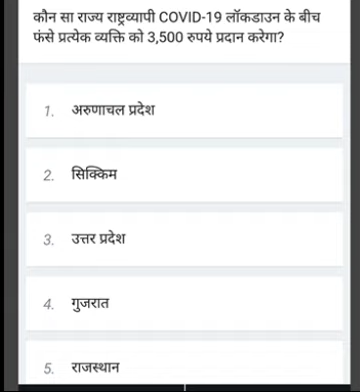 कौन सा राज्य राष्ट्रव्यापी COVID-19 लॉकडाउन के बीच
फंसे प्रत्येक व्यक्ति को 3,500 रुपये प्रदान करेगा?
1. अरुणाचल प्रदेश
2. सिक्किम
3. उत्तर प्रदेश
4. गुजरात
5. राजस्थान